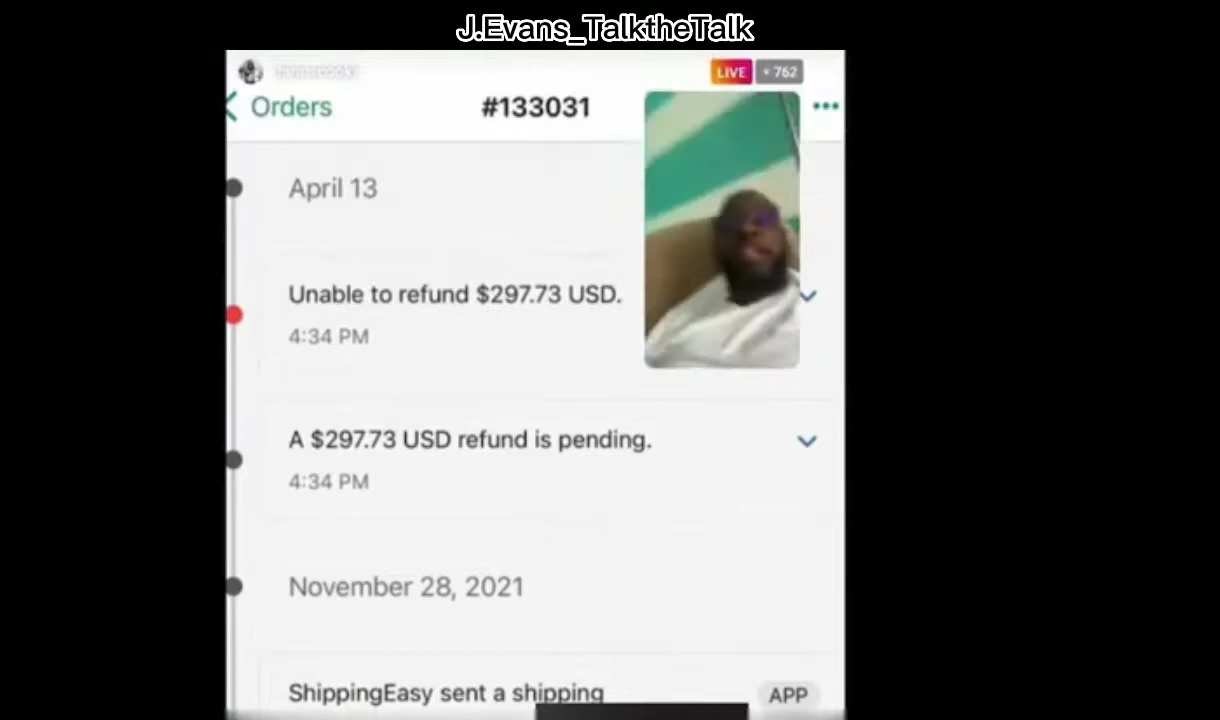 J.Evans_TalktheTalk
LIVE 762
Orders #133031
April 13
Unable to refund $297.73 USD.
4:34 PM
A $297.73 USD refund is pending.
4:34 PM
November 28, 2021
ShippingEasy sent a shipping
APP